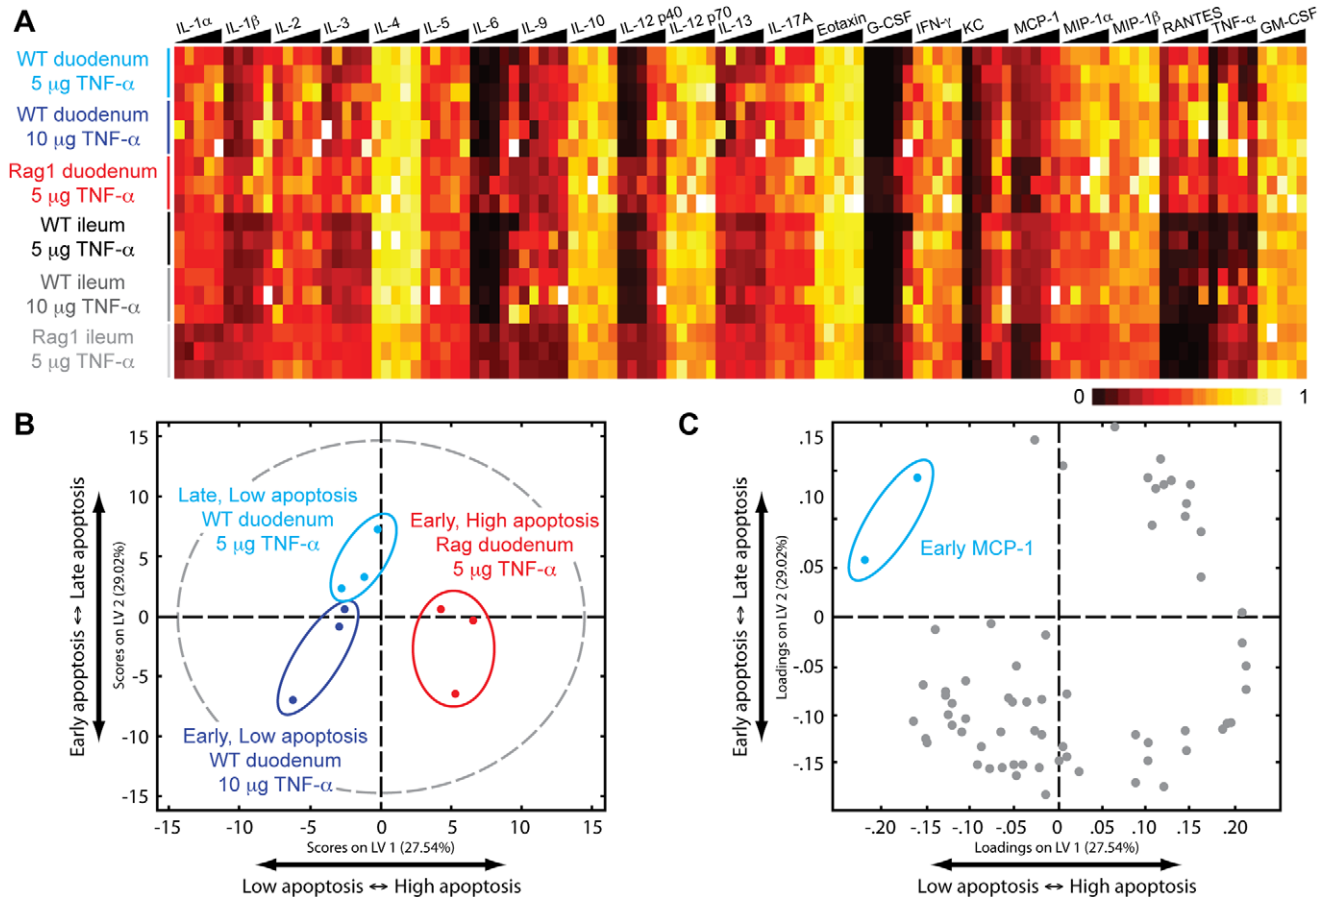 A
IL-1α IL-1β IL-2 IL-3 IL-4 IL-5 IL-6 IL-9 IL-10 IL-12 p40 IL-12 p70 IL-13 IL-17A Eotaxin G-CSF IFN-γ KC MCP-1 MIP-1α MIP-1β RANTES TNF-α GM-CSF
WT duodenum
5 µg TNF-α
WT duodenum
10 µg TNF-α
Rag1 duodenum
5 µg TNF-α
WT ileum
5 µg TNF-α
WT ileum
10 µg TNF-α
Rag1 ileum
5 µg TNF-α
0 1
B
Early apoptosis ↔ Late apoptosis
Scores on LV 2 (29.02%)
15
10
5
0
-5
-10
-15
Late, Low apoptosis
WT duodenum
5 µg TNF-α
Early, High apoptosis
Rag duodenum
5 µg TNF-α
Early, Low apoptosis
WT duodenum
10 µg TNF-α
-15 -10 -5 0 5 10 15
Scores on LV 1 (27.54%)
Low apoptosis ↔ High apoptosis
C
Early apoptosis ↔ Late apoptosis
Loadings on LV 2 (29.02%)
.15
.10
.05
0
-.05
-.10
-.15
Early MCP-1
-.20 -.15 -.10 -.05 0 .05 .10 .15 .20
Loadings on LV 1 (27.54%)
Low apoptosis ↔ High apoptosis